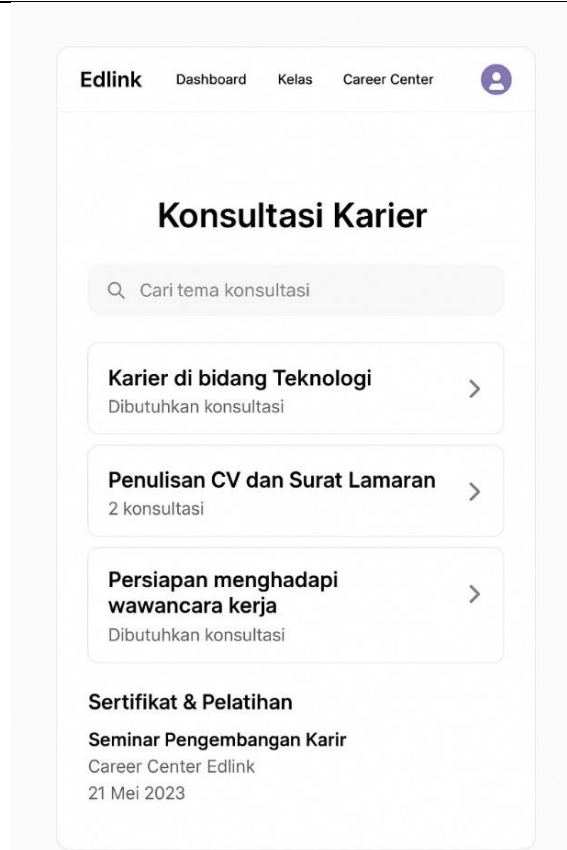 Edlink Dashboard Kelas Career Center
Konsultasi Karier
Cari tema konsultasi
Karier di bidang Teknologi
Dibutuhkan konsultasi
Penulisan CV dan Surat Lamaran
2 konsultasi
Persiapan menghadapi
wawancara kerja
Dibutuhkan konsultasi
Sertifikat & Pelatihan
Seminar Pengembangan Karir
Career Center Edlink
21 Mei 2023